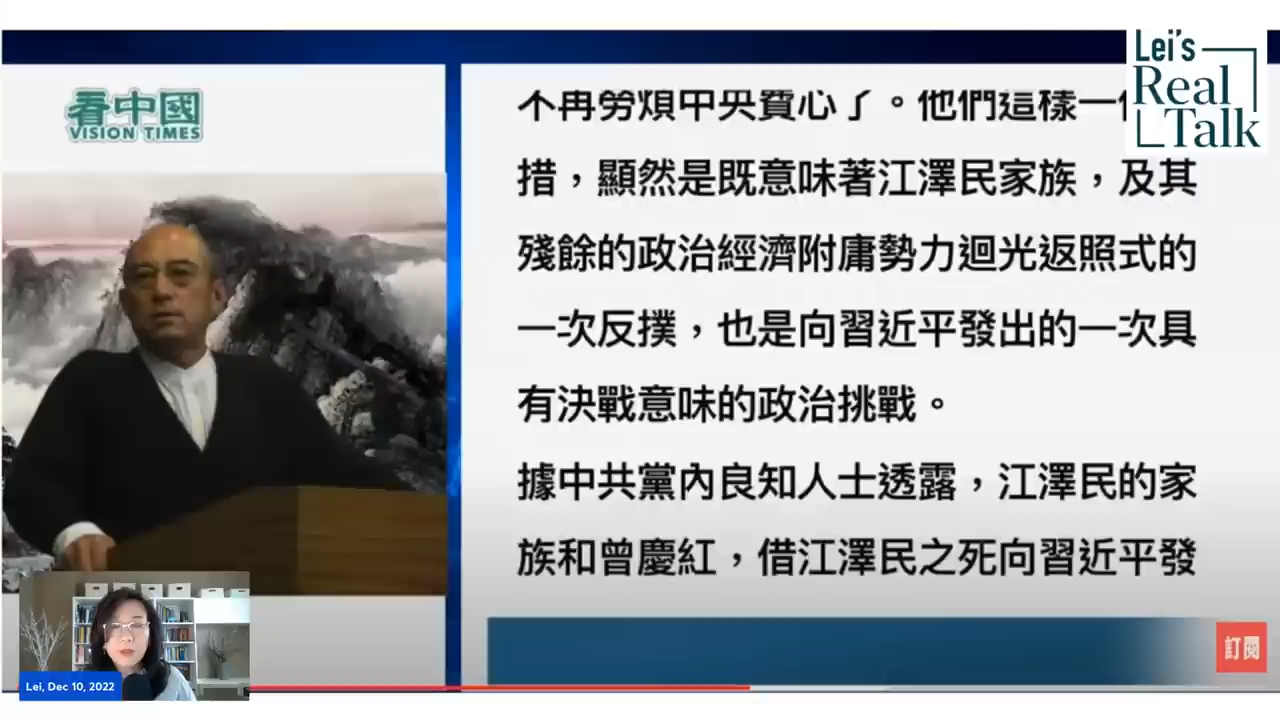 Lei's
Real
Talk
看中國
VISION TIMES
不再勞煩中央費心了。他們這樣一
措，顯然是既意味著江澤民家族，及其
殘餘的政治經濟附庸勢力迴光返照式的
一次反撲，也是向習近平發出的一次具
有決戰意味的政治挑戰。
據中共黨內良知人士透露，江澤民的家
族和曾慶紅，借江澤民之死向習近平發
訂閱
Lei, Dec 10, 2022